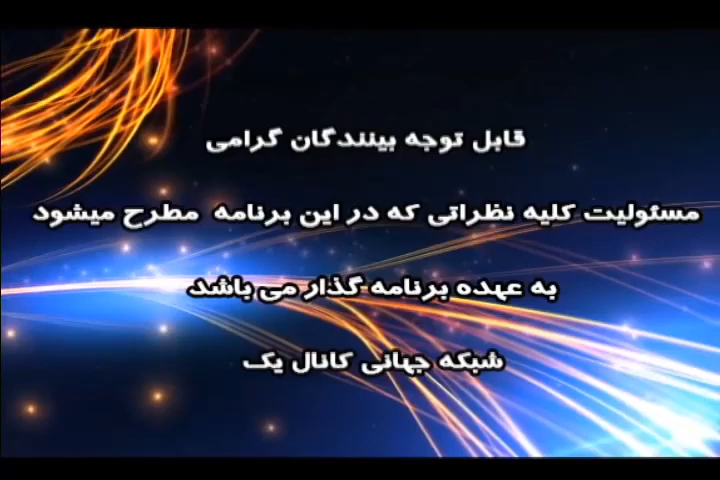 قابل توجه بینندگان گرامی
مسئولیت کلیه نظراتی که در این برنامه مطرح میشود
به عهده برنامه گذار می باشد
شبکه جهانی کانال یک